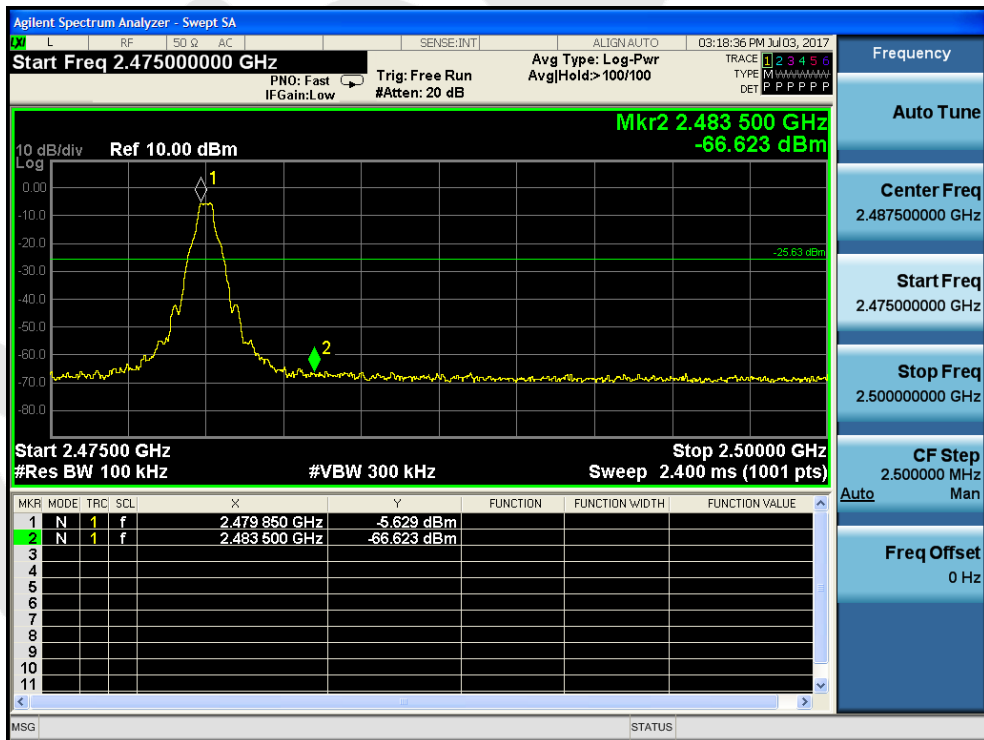 Agilent Spectrum Analyzer - Swept SA
LXI L RF 50 Ω AC SENSE:INT ALIGN AUTO 03:18:36 PM Jul 03, 2017
Start Freq 2.475000000 GHz
PNO: Fast
IFGain:Low
Trig: Free Run
#Atten: 20 dB
Avg Type: Log-Pwr
Avg|Hold:> 100/100
TRACE 1 2 3 4 5 6
TYPE M
DET P P P P P P
Mkr2 2.483 500 GHz
-66.623 dBm
10 dB/div Ref 10.00 dBm
Log
1
0.00
-10.0
-20.0
-25.63 dBm
-30.0
-40.0
-50.0
2
-60.0
-70.0
-80.0
Start 2.47500 GHz Stop 2.50000 GHz
#Res BW 100 kHz #VBW 300 kHz Sweep 2.400 ms (1001 pts)
MKR MODE TRC SCL X Y FUNCTION FUNCTION WIDTH FUNCTION VALUE
1 N 1 f 2.479 850 GHz -5.629 dBm
2 N 1 f 2.483 500 GHz -66.623 dBm
3
4
5
6
7
8
9
10
11
MSG STATUS
Frequency
Auto Tune
Center Freq
2.487500000 GHz
Start Freq
2.475000000 GHz
Stop Freq
2.500000000 GHz
CF Step
2.500000 MHz
Auto Man
Freq Offset
0 Hz